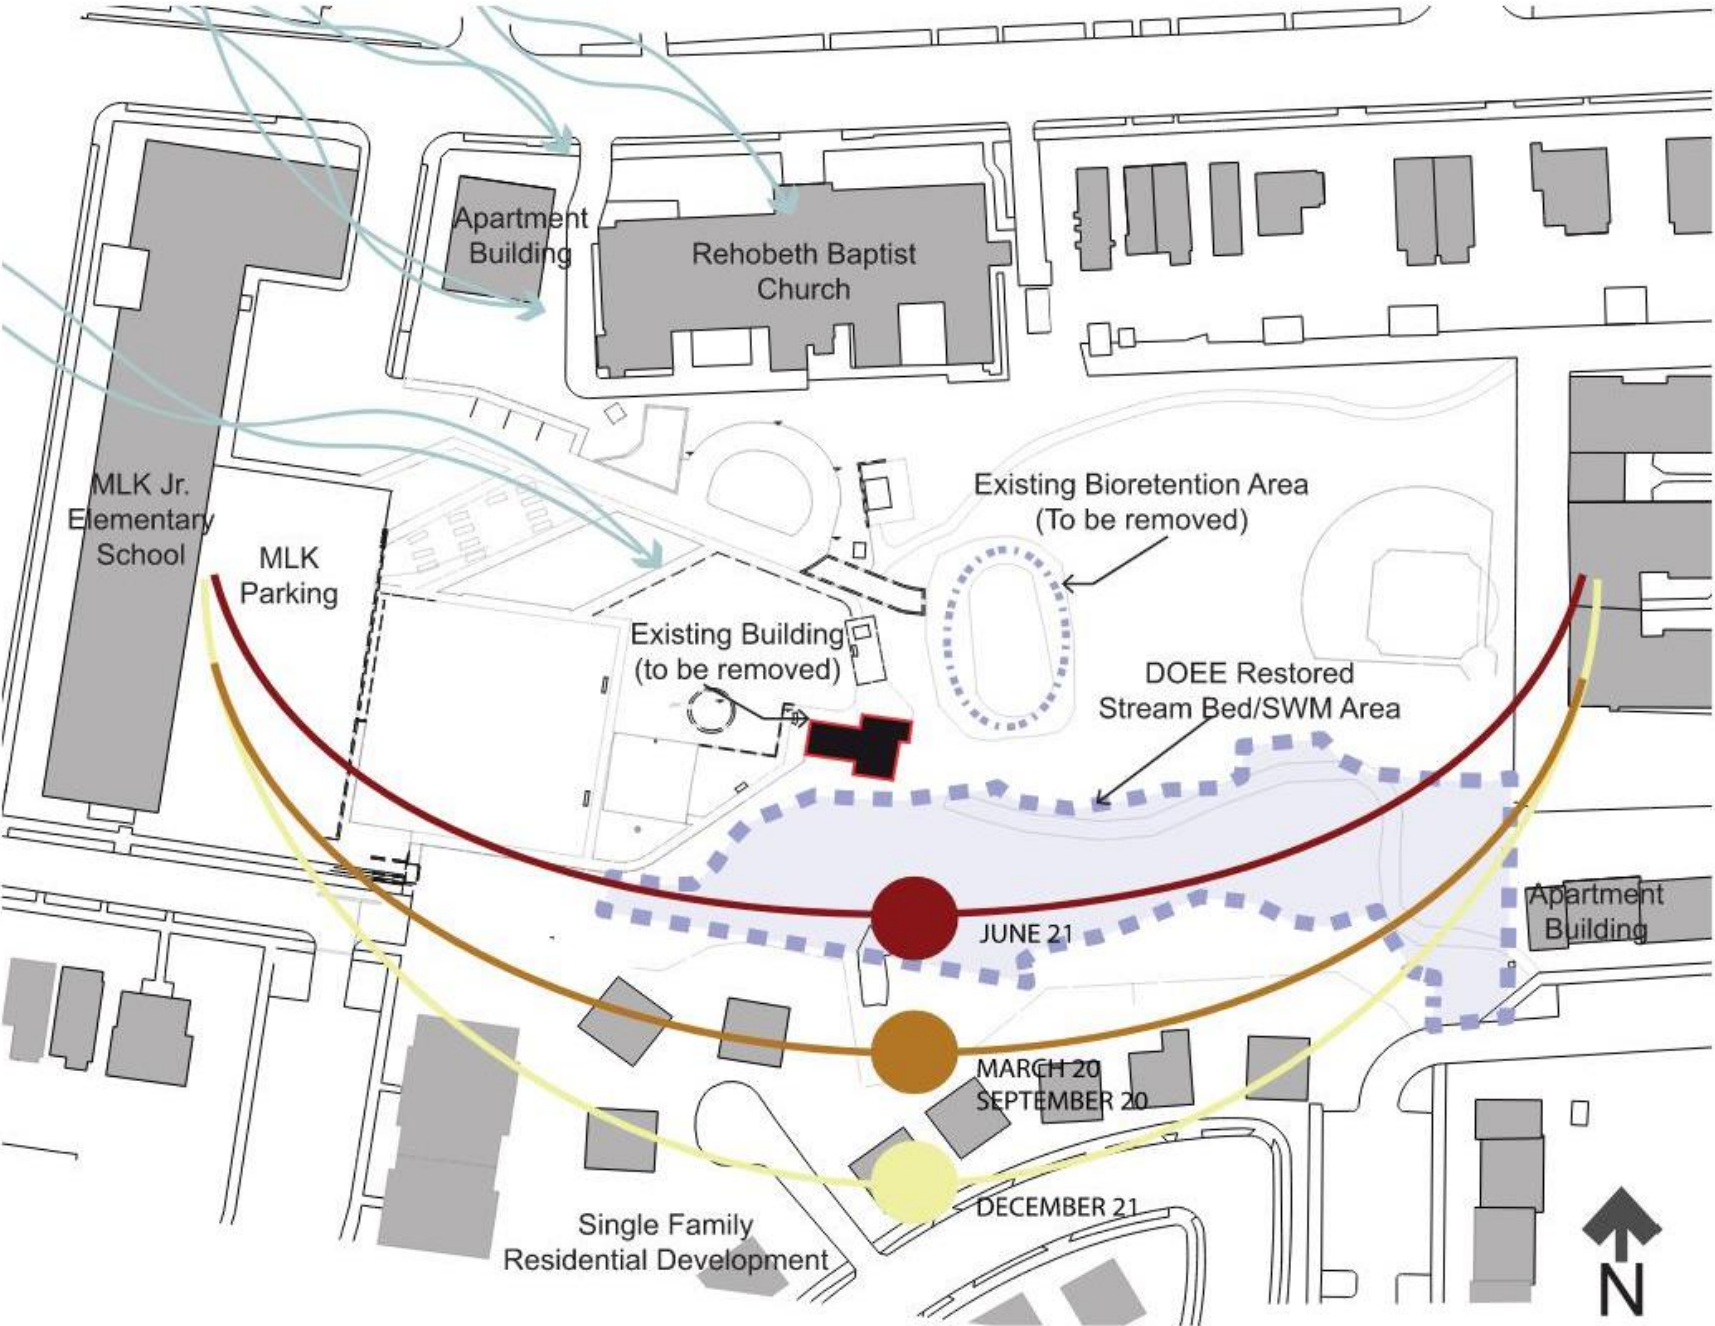 Apartment
Building
Rehobeth Baptist
Church
MLK Jr.
Elementary
School
MLK
Parking
Existing Bioretention Area
(To be removed)
Existing Building
(to be removed)
DOEE Restored
Stream Bed/SWM Area
JUNE 21
Apartment
Building
MARCH 20
SEPTEMBER 20
DECEMBER 21
Single Family
Residential Development
N